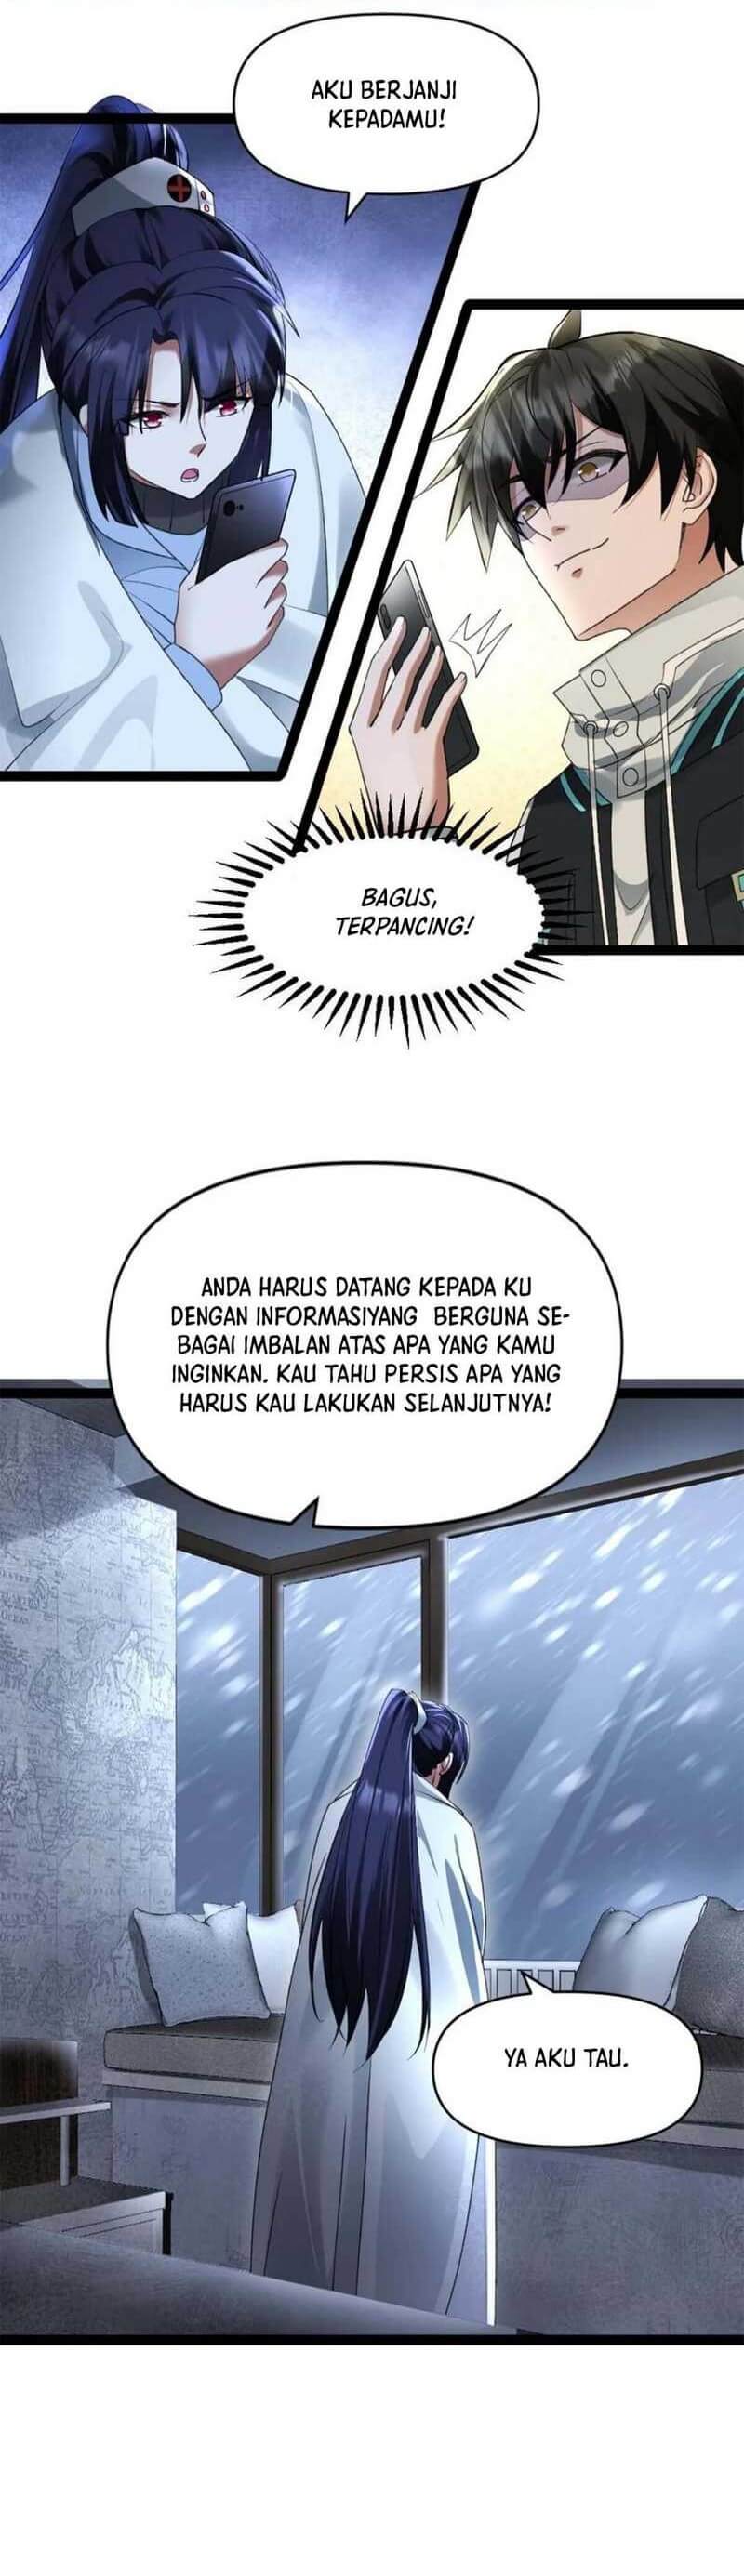 AKU BERJANJI
KEPADAMU!
BAGUS,
TERPANCING!
ANDA HARUS DATANG KEPADA KU
DENGAN INFORMASIYANG BERGUNA SE-
BAGAI IMBALAN ATAS APA YANG KAMU
INGINKAN. KAU TAHU PERSIS APA YANG
HARUS KAU LAKUKAN SELANJUTNYA!
YA AKU TAU.